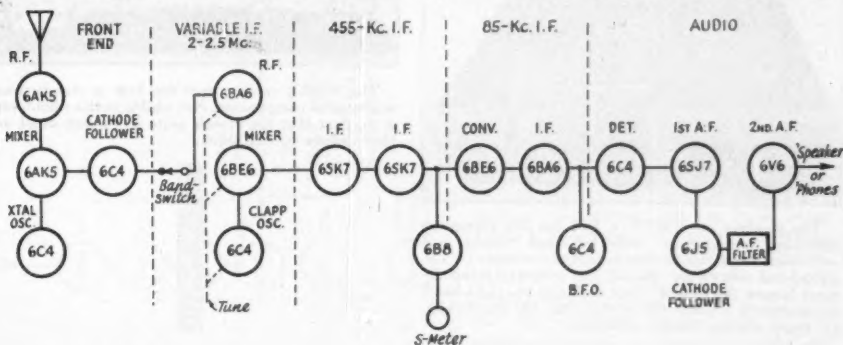 FRONT END
VARIABLE I.F.
2-2.5 Mc.
455-Kc. I.F.
85-Kc. I.F.
AUDIO
R.F.
6AK5
MIXER
6AK5
XTAL OSC.
6C4
CATHODE FOLLOWER
6C4
Band-switch
R.F.
6BA6
MIXER
6BE6
CLAPP OSC.
6C4
Tune
I.F.
6SK7
I.F.
6SK7
6B8
S-Meter
CONV.
6BE6
I.F.
6BA6
6C4
B.F.O.
DET.
6C4
1ST A.F.
6SJ7
6J5
CATHODE FOLLOWER
A.F. FILTER
2ND. A.F.
6V6
Speaker or Phones